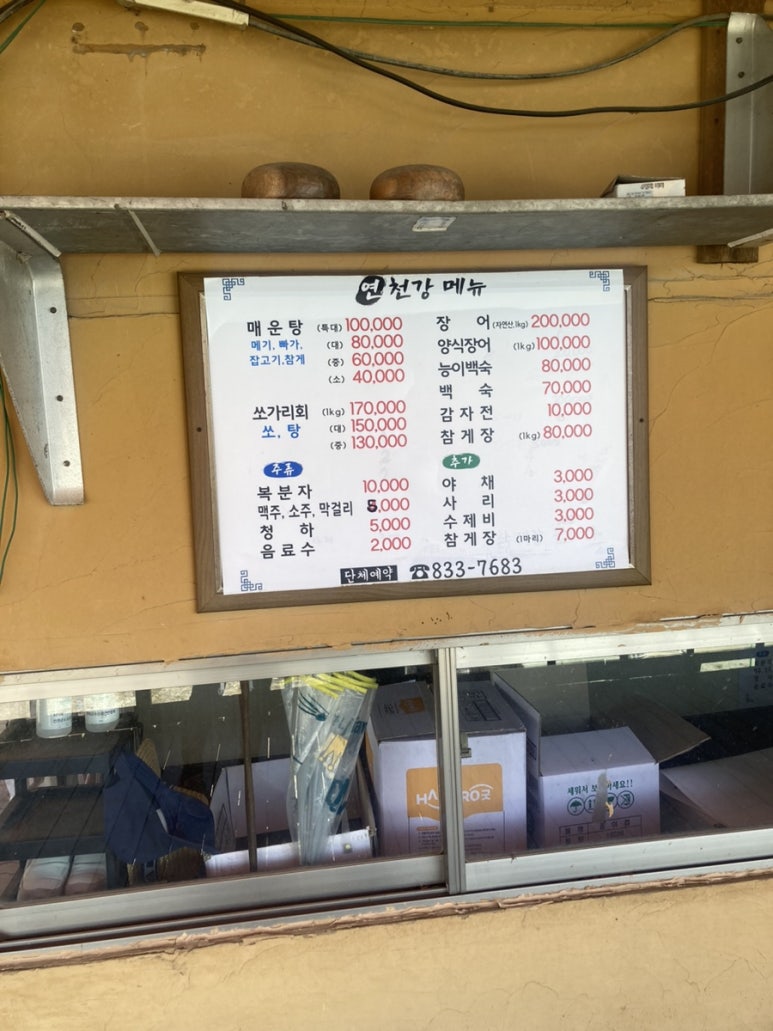 연천강 메뉴
매운탕 (특대) 100,000
메기, 빠가, (대) 80,000
잡고기,참게 (중) 60,000
(소) 40,000
쏘가리회 (1kg) 170,000
쏘, 탕 (대) 150,000
(중) 130,000
주류
복분자 10,000
맥주, 소주, 막걸리 5,000
청 하 5,000
음료수 2,000
장 어 (자연산,1kg) 200,000
양식장어 (1kg) 100,000
능이백숙 80,000
백 숙 70,000
감자전 10,000
참게장 (1kg) 80,000
추가
야 채 3,000
사 리 3,000
수제비 3,000
참게장 (1마리) 7,000
단체예약 ☎833-7683
세워서